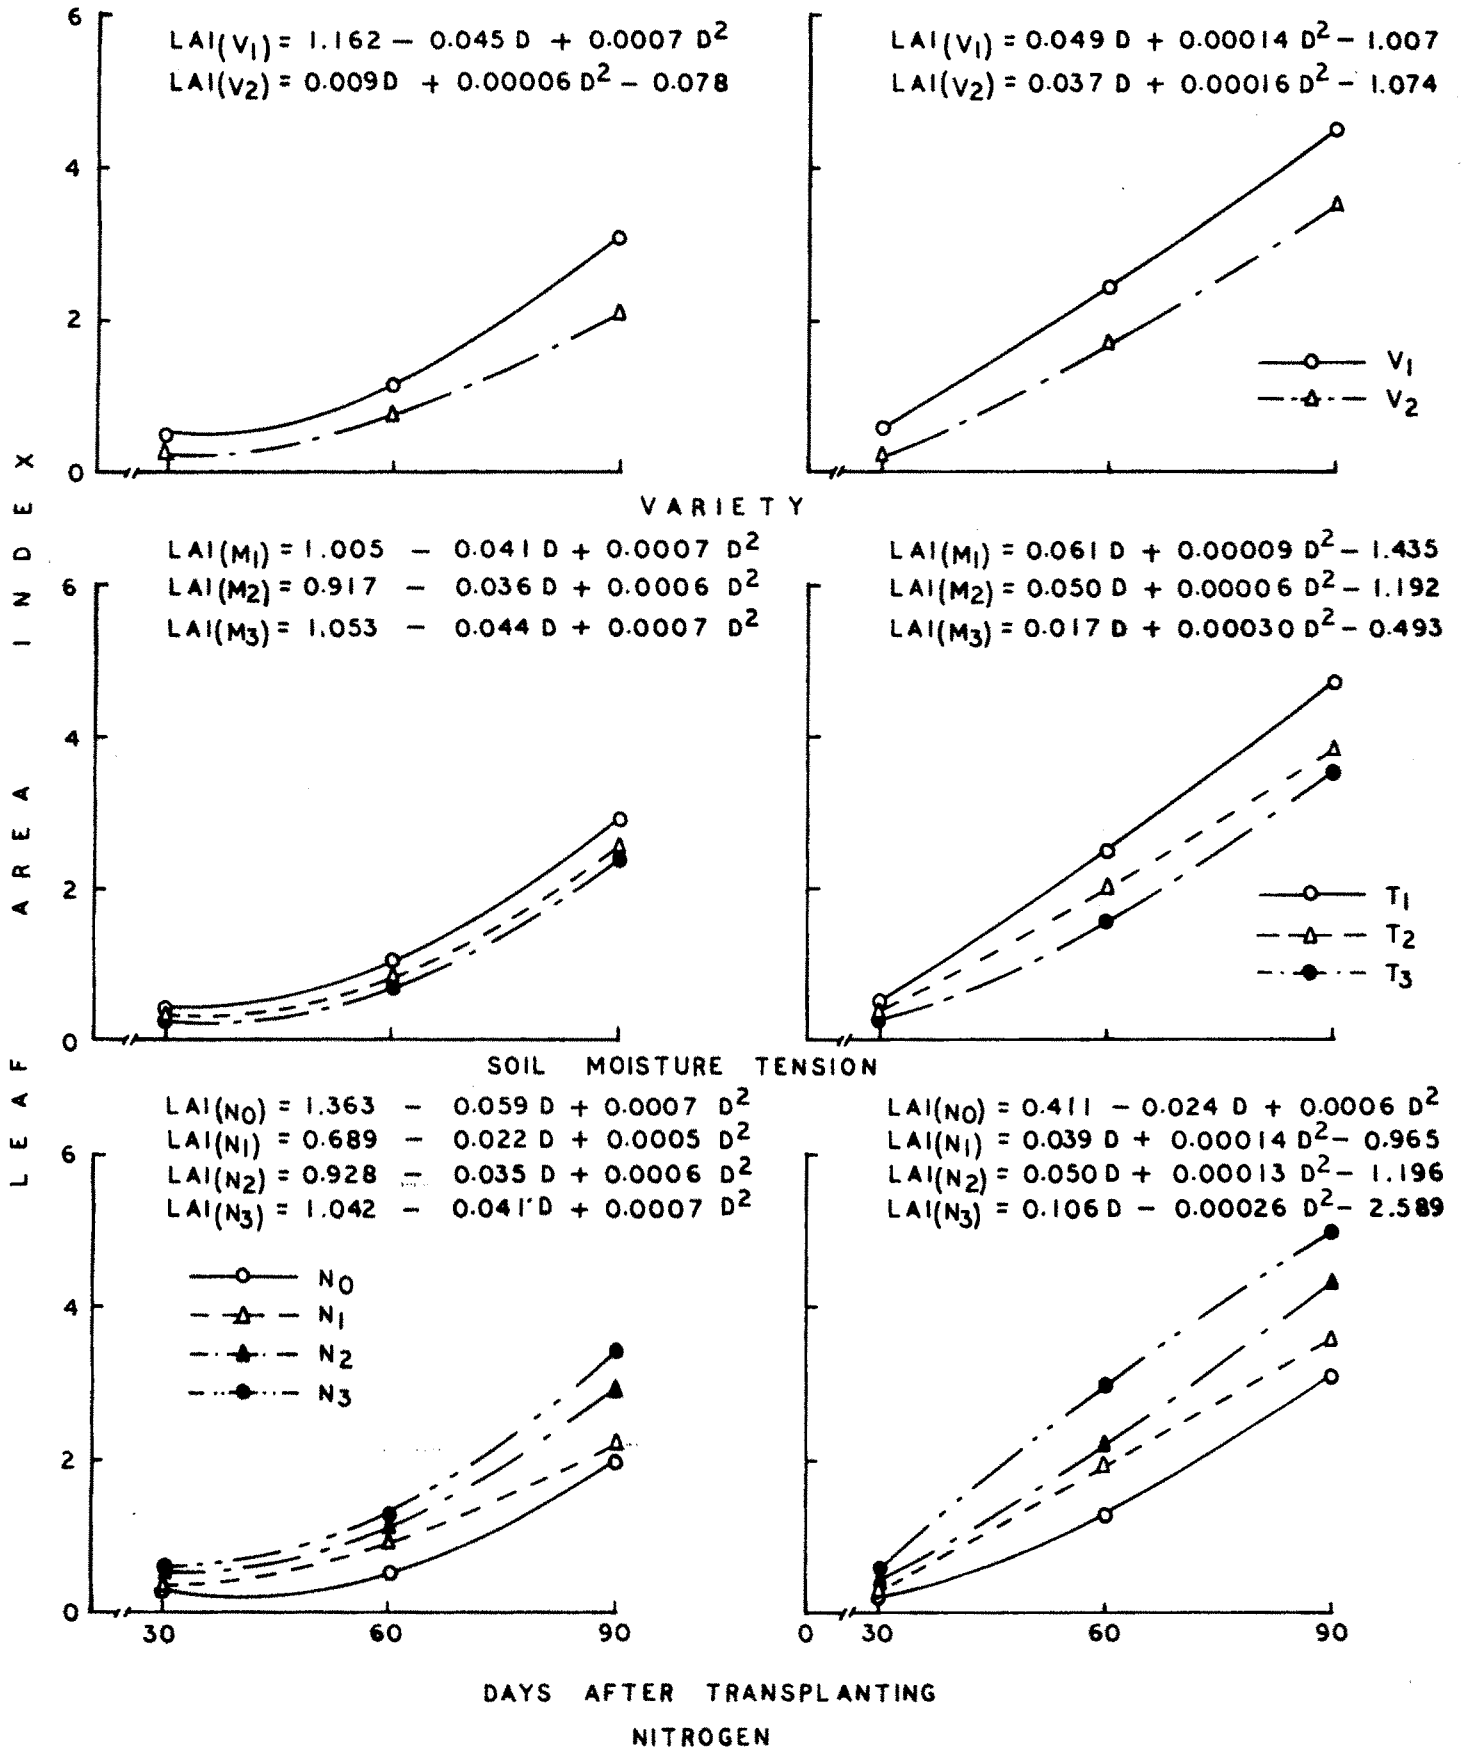 6
LAI(V1) = 1.162 − 0.045 D + 0.0007 D2
LAI(V2) = 0.009D + 0.00006 D2 − 0.078
4
2
0
LAI(V1) = 0.049 D + 0.00014 D2 − 1.007
LAI(V2) = 0.037 D + 0.00016 D2 − 1.074
V1
V2
VARIETY
LEAF AREA INDEX
LAI(M1) = 1.005 − 0.041 D + 0.0007 D2
LAI(M2) = 0.917 − 0.036 D + 0.0006 D2
LAI(M3) = 1.053 − 0.044 D + 0.0007 D2
6
4
2
0
LAI(M1) = 0.061 D + 0.00009 D2 − 1.435
LAI(M2) = 0.050 D + 0.00006 D2 − 1.192
LAI(M3) = 0.017 D + 0.00030 D2 − 0.493
T1
T2
T3
SOIL MOISTURE TENSION
LAI(N0) = 1.363 − 0.059 D + 0.0007 D2
LAI(N1) = 0.689 − 0.022 D + 0.0005 D2
LAI(N2) = 0.928 − 0.035 D + 0.0006 D2
LAI(N3) = 1.042 − 0.041 D + 0.0007 D2
6
N0
N1
N2
N3
4
2
0
30 60 90
LAI(N0) = 0.411 − 0.024 D + 0.0006 D2
LAI(N1) = 0.039 D + 0.00014 D2 − 0.965
LAI(N2) = 0.050 D + 0.00013 D2 − 1.196
LAI(N3) = 0.106 D − 0.00026 D2 − 2.589
0 30 60 90
DAYS AFTER TRANSPLANTING
NITROGEN